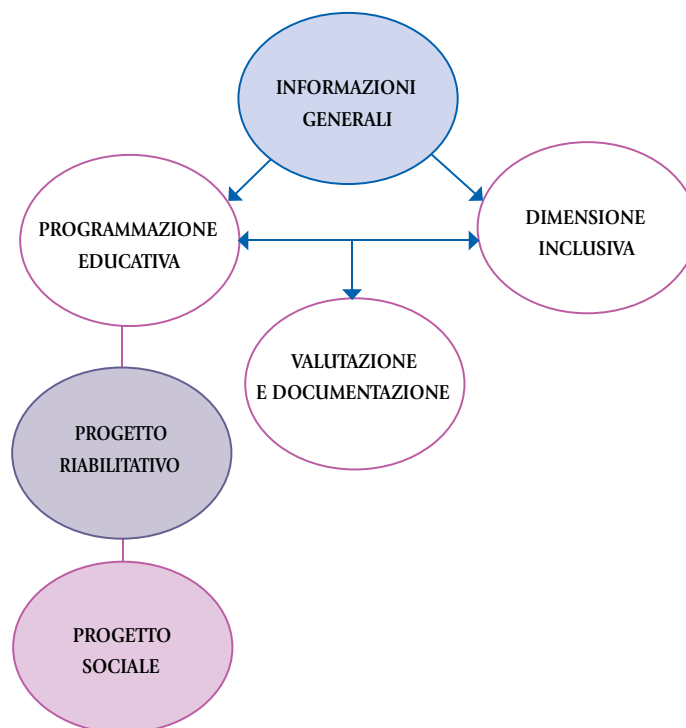 INFORMAZIONI
GENERALI
PROGRAMMAZIONE
EDUCATIVA
DIMENSIONE
INCLUSIVA
VALUTAZIONE
E DOCUMENTAZIONE
PROGETTO
RIABILITATIVO
PROGETTO
SOCIALE